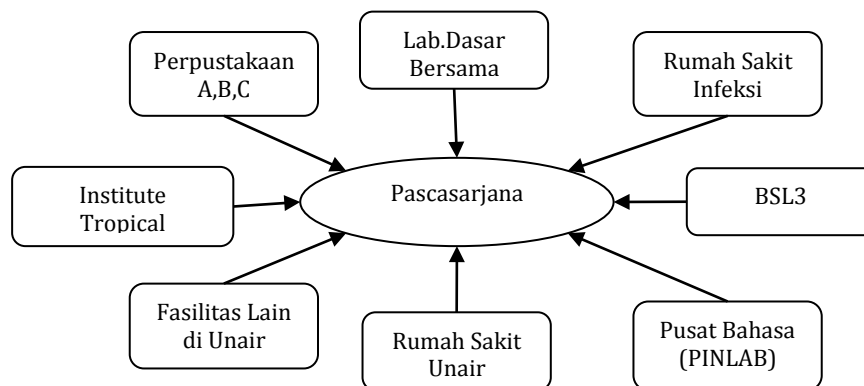 Lab.Dasar
Bersama
Perpustakaan
A,B,C
Rumah Sakit
Infeksi
Institute
Tropical
Pascasarjana
BSL3
Fasilitas Lain
di Unair
Rumah Sakit
Unair
Pusat Bahasa
(PINLAB)